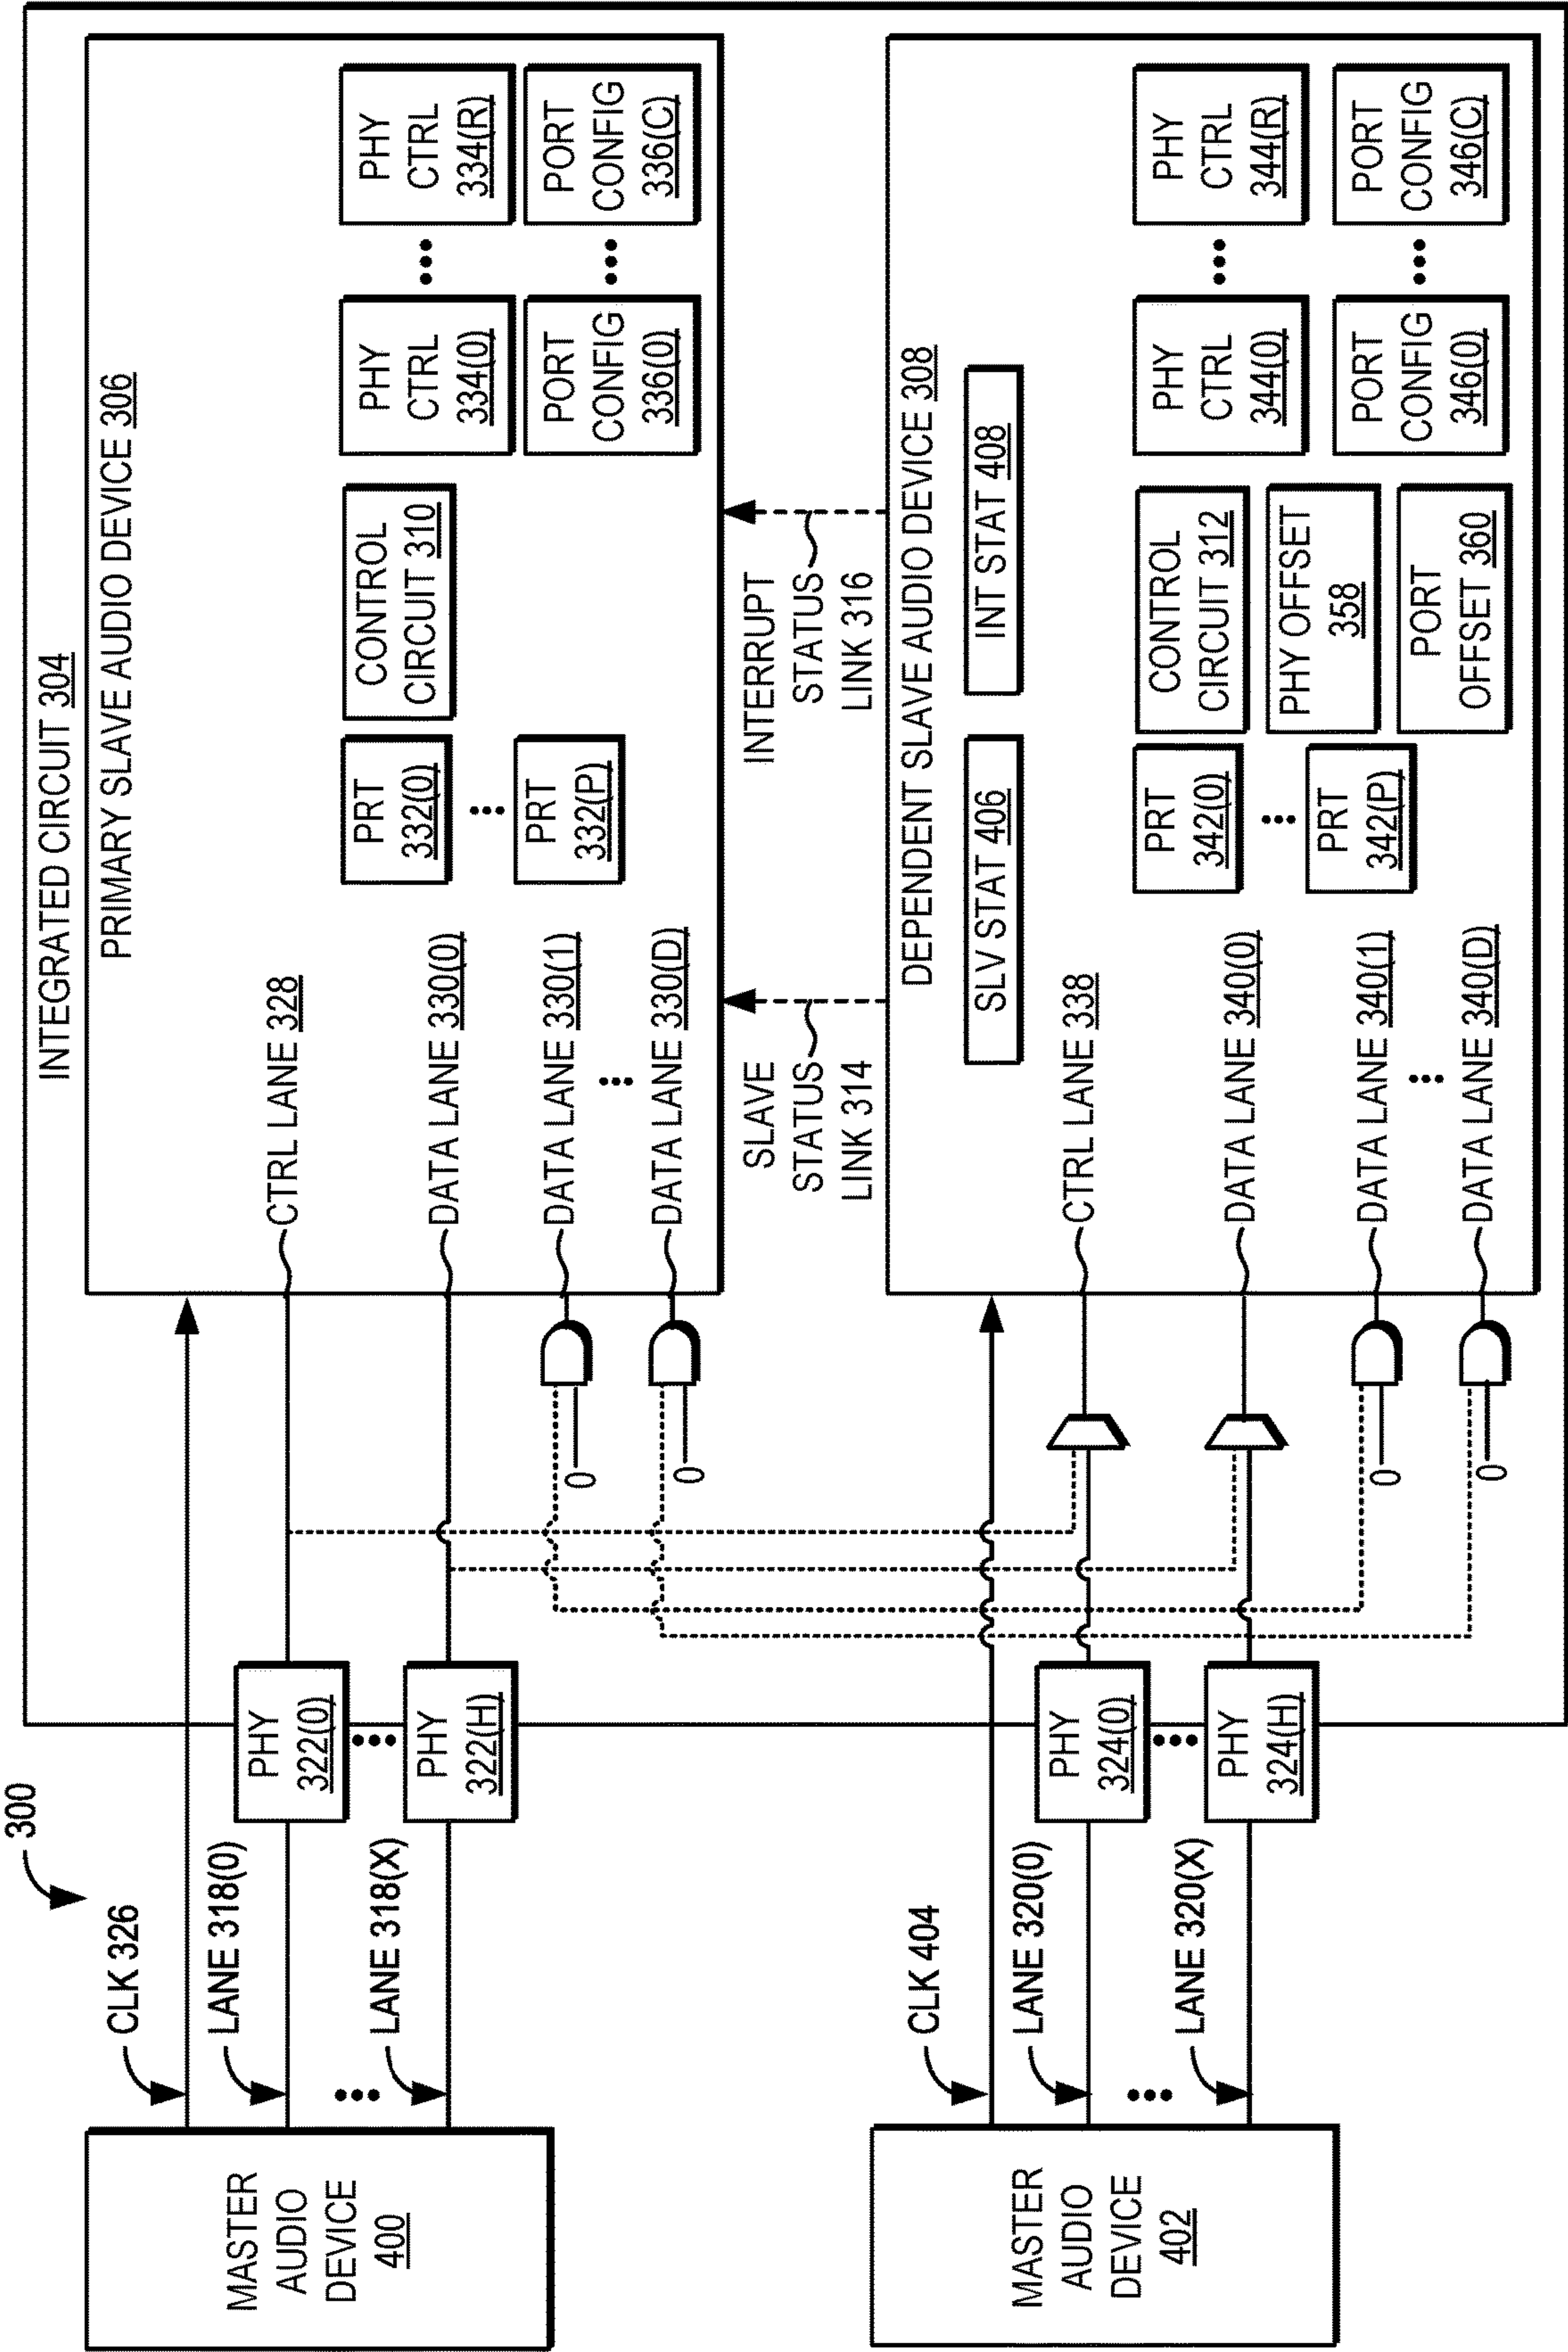 300
INTEGRATED CIRCUIT 304
PRIMARY SLAVE AUDIO DEVICE 306
MASTER
AUDIO
DEVICE
400
CLK 326
LANE 318(0)
LANE 318(X)
PHY
322(0)
PHY
322(H)
CTRL LANE 328
DATA LANE 330(0)
DATA LANE 330(1)
DATA LANE 330(D)
0
0
PRT
332(0)
PRT
332(P)
CONTROL
CIRCUIT 310
PHY
CTRL
334(0)
PHY
CTRL
334(R)
PORT
CONFIG
336(0)
PORT
CONFIG
336(C)
SLAVE
STATUS
LINK 314
INTERRUPT
STATUS
LINK 316
DEPENDENT SLAVE AUDIO DEVICE 308
SLV STAT 406
INT STAT 408
MASTER
AUDIO
DEVICE
402
CLK 404
LANE 320(0)
LANE 320(X)
PHY
324(0)
PHY
324(H)
CTRL LANE 338
DATA LANE 340(0)
DATA LANE 340(1)
DATA LANE 340(D)
0
0
PRT
342(0)
PRT
342(P)
CONTROL
CIRCUIT 312
PHY OFFSET
358
PORT
OFFSET 360
PHY
CTRL
344(0)
PHY
CTRL
344(R)
PORT
CONFIG
346(0)
PORT
CONFIG
346(C)